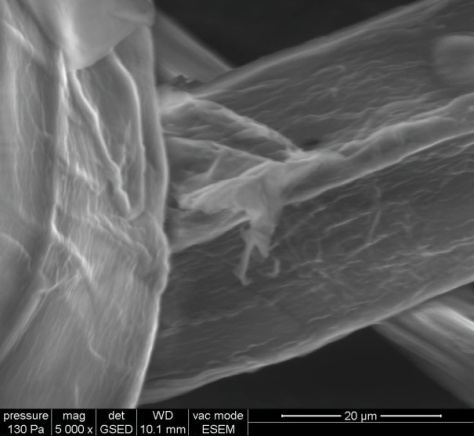 pressure mag det WD vac mode
130 Pa 5 000 x GSED 10.1 mm ESEM 20 µm